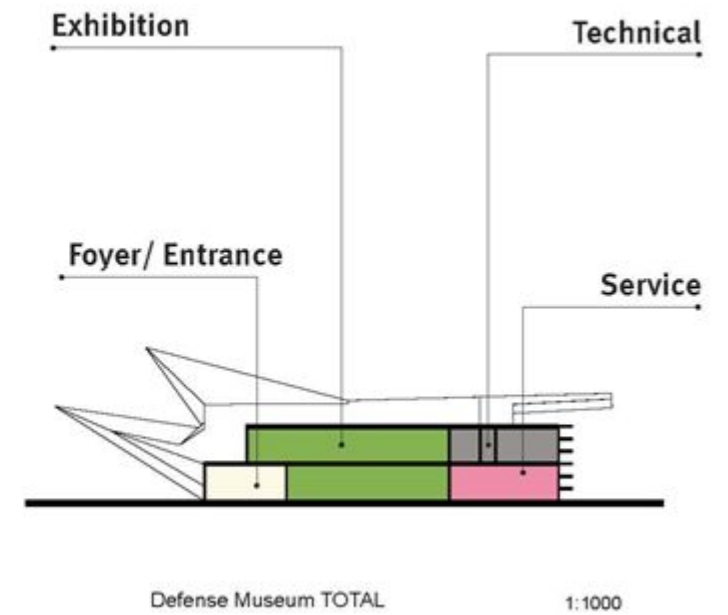 Exhibition
Technical
Foyer/ Entrance
Service
Defense Museum TOTAL
1:1000